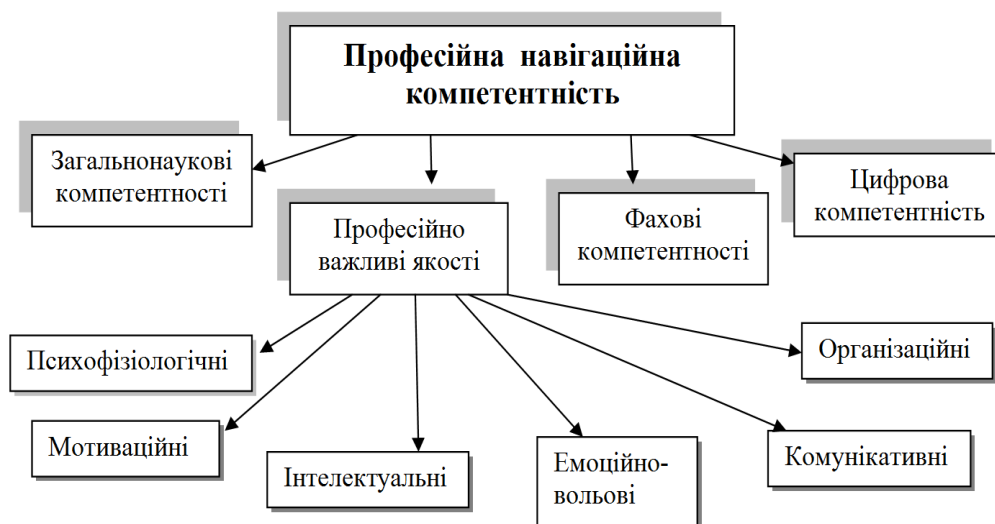 Професійна навігаційна
компетентність
Загальнонаукові
компетентності
Професійно
важливі якості
Фахові
компетентності
Цифрова
компетентність
Психофізіологічні
Мотиваційні
Інтелектуальні
Емоційно-
вольові
Комунікативні
Організаційні